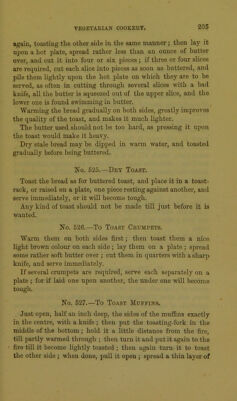 VEGETARIAN COOKERY. 205
again, toasting the other side in the same manner; then lay it
upon a hot plate, spread rather less than an ounce of butter
over, and cut it into four or six pieces; if three or four slices
are required, cut each slice into pieces as soon as buttered, and
pile them lightly upon the hot plate on which they are to be
served, as often in cutting through several slices with a bad
knife, all the butter is squeezed out of the upper slice, and the
lower one is found swimming in butter.
Warming the bread gradually on both sides, greatly improves
the quality of the toast, and makes it much lighter.
The butter used should not be too hard, as pressing it upon
the toast would make it heavy.
Dry stale bread may be dipped in warm water, and toasted
gradually before being buttered.
No. 525.—Dry Toast.
Toast the bread as for buttered toast, and place it in a toast-
rack, or raised on a plate, one piece resting against another, and
serve immediately, or it will become tough.
Any kind of toast should not be made till just before it is
wanted.
No. 526.—To Toast Crumpets.
Warm them on both sides first; then toast them a nice
light brown colour on each side; lay them on a plate; spread
some rather soft butter over; cut them in quarters with a sharp
knife, and serve immediately.
If several crumpets are required, serve each separately on a
plate; for if laid one upon another, the under one will become
tough.
No. 527.—To Toast Muffins.
Just open, half an inch deep, the sides of the muffins exactly
in the centre, with a knife; then put the toasting-fork in the
middle of the bottom; hold it a little distance from the fire,
till partly warmed through; then turn it and put it again to the
fire till it become lightly toasted; then again turn it to toast
the other side; when done, pull it open; spread a thin layer of